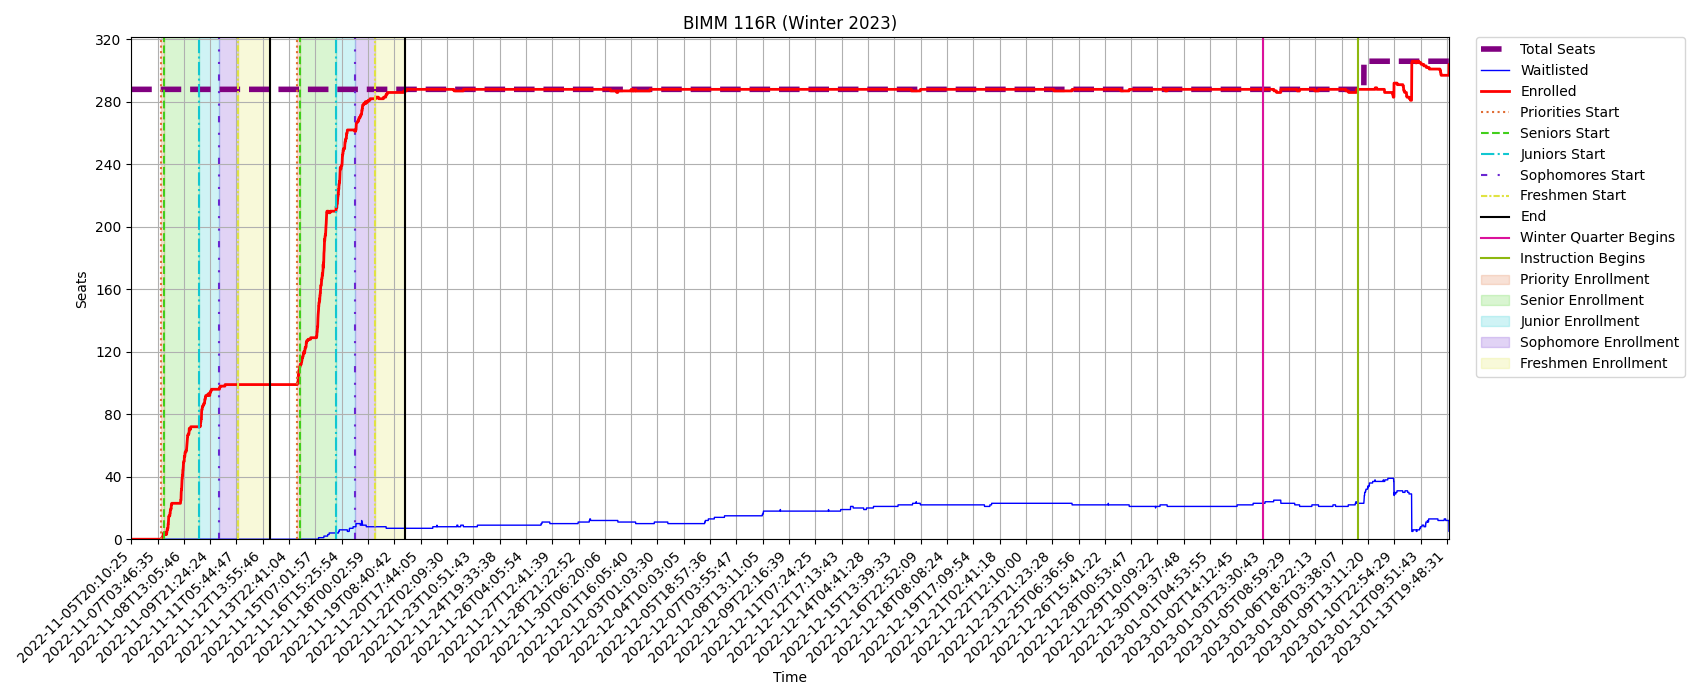 BIMM 116R (Winter 2023)
320
280
240
200
160
120
80
40
0
Seats
2022-11-05T20:10:25
2022-11-07T03:46:35
2022-11-08T13:05:46
2022-11-09T21:24:24
2022-11-11T05:44:47
2022-11-12T13:55:46
2022-11-13T22:41:04
2022-11-15T07:01:57
2022-11-16T15:25:54
2022-11-18T00:02:59
2022-11-19T08:40:42
2022-11-20T17:44:05
2022-11-22T02:09:30
2022-11-23T10:51:43
2022-11-24T19:33:38
2022-11-26T04:05:54
2022-11-27T12:41:39
2022-11-28T21:22:52
2022-11-30T06:20:06
2022-12-01T16:05:40
2022-12-03T01:03:30
2022-12-04T10:03:05
2022-12-05T18:57:36
2022-12-07T03:55:47
2022-12-08T13:11:05
2022-12-09T22:16:39
2022-12-11T07:24:25
2022-12-12T17:13:43
2022-12-14T04:41:28
2022-12-15T13:39:33
2022-12-16T22:52:09
2022-12-18T08:08:24
2022-12-19T17:09:54
2022-12-21T02:41:18
2022-12-22T12:10:00
2022-12-23T21:23:28
2022-12-25T06:36:56
2022-12-26T15:41:22
2022-12-28T00:53:47
2022-12-29T10:09:22
2022-12-30T19:37:48
2023-01-01T04:53:55
2023-01-02T14:12:45
2023-01-03T23:30:43
2023-01-05T08:59:29
2023-01-06T18:22:13
2023-01-08T03:38:07
2023-01-09T13:11:20
2023-01-10T22:54:29
2023-01-12T09:51:43
2023-01-13T19:48:31
Time
Total Seats
Waitlisted
Enrolled
Priorities Start
Seniors Start
Juniors Start
Sophomores Start
Freshmen Start
End
Winter Quarter Begins
Instruction Begins
Priority Enrollment
Senior Enrollment
Junior Enrollment
Sophomore Enrollment
Freshmen Enrollment